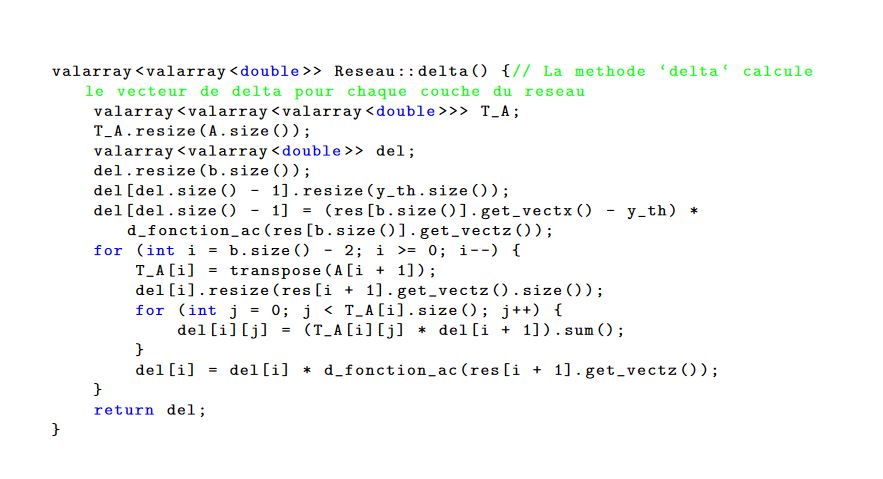 valarray<valarray<double>> Reseau::delta() {// La methode ‘delta‘ calcule
le vecteur de delta pour chaque couche du reseau
valarray<valarray<valarray<double>>> T_A;
T_A.resize(A.size());
valarray<valarray<double>> del;
del.resize(b.size());
del[del.size() - 1].resize(y_th.size());
del[del.size() - 1] = (res[b.size()].get_vectx() - y_th) *
d_fonction_ac(res[b.size()].get_vectz());
for (int i = b.size() - 2; i >= 0; i--) {
T_A[i] = transpose(A[i + 1]);
del[i].resize(res[i + 1].get_vectz().size());
for (int j = 0; j < T_A[i].size(); j++) {
del[i][j] = (T_A[i][j] * del[i + 1]).sum();
}
del[i] = del[i] * d_fonction_ac(res[i + 1].get_vectz());
}
return del;
}